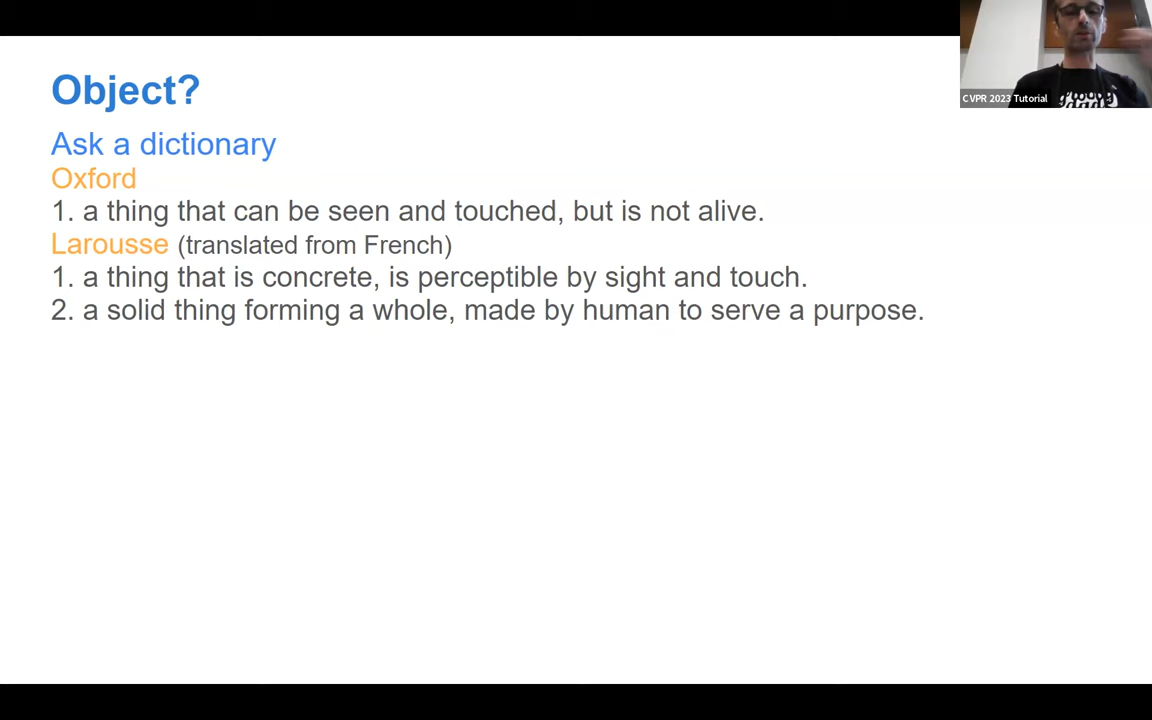 Object?
Ask a dictionary
Oxford
1. a thing that can be seen and touched, but is not alive.
Larousse (translated from French)
1. a thing that is concrete, is perceptible by sight and touch.
2. a solid thing forming a whole, made by human to serve a purpose.
CVPR 2023 Tutorial